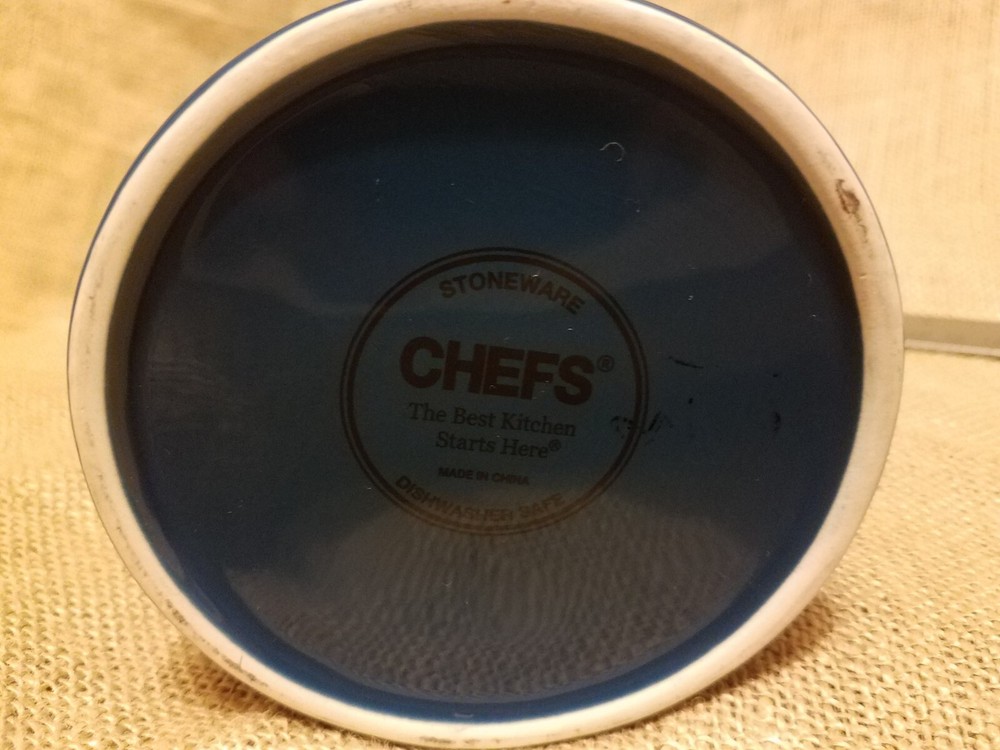 STONEWARE
CHEFS®
The Best Kitchen
Starts Here®
MADE IN CHINA
DISHWASHER SAFE